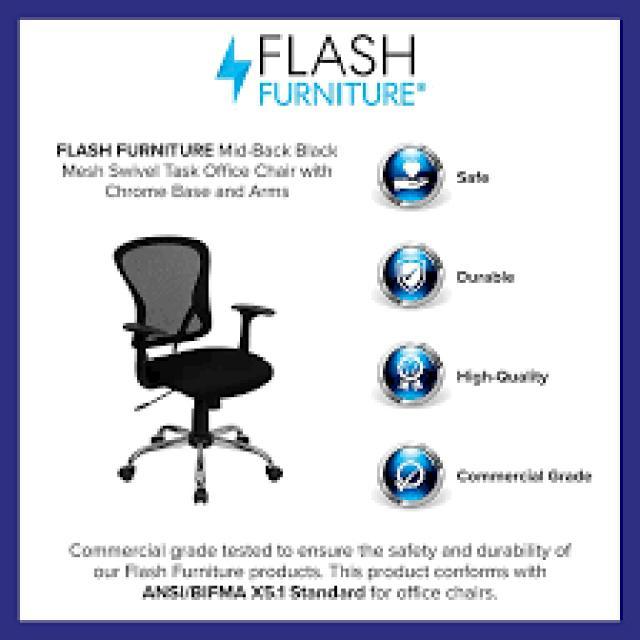 FLASH
FURNITURE®
FLASH FURNITURE Mid-Back Black
Mesh Swivel Task Office Chair with
Chrome Base and Arms
Safe
Durable
High-Quality
Commercial Grade
Commercial grade tested to ensure the safety and durability of
our Flash Furniture products. This product conforms with
ANSI/BIFMA X5.1 Standard for office chairs.